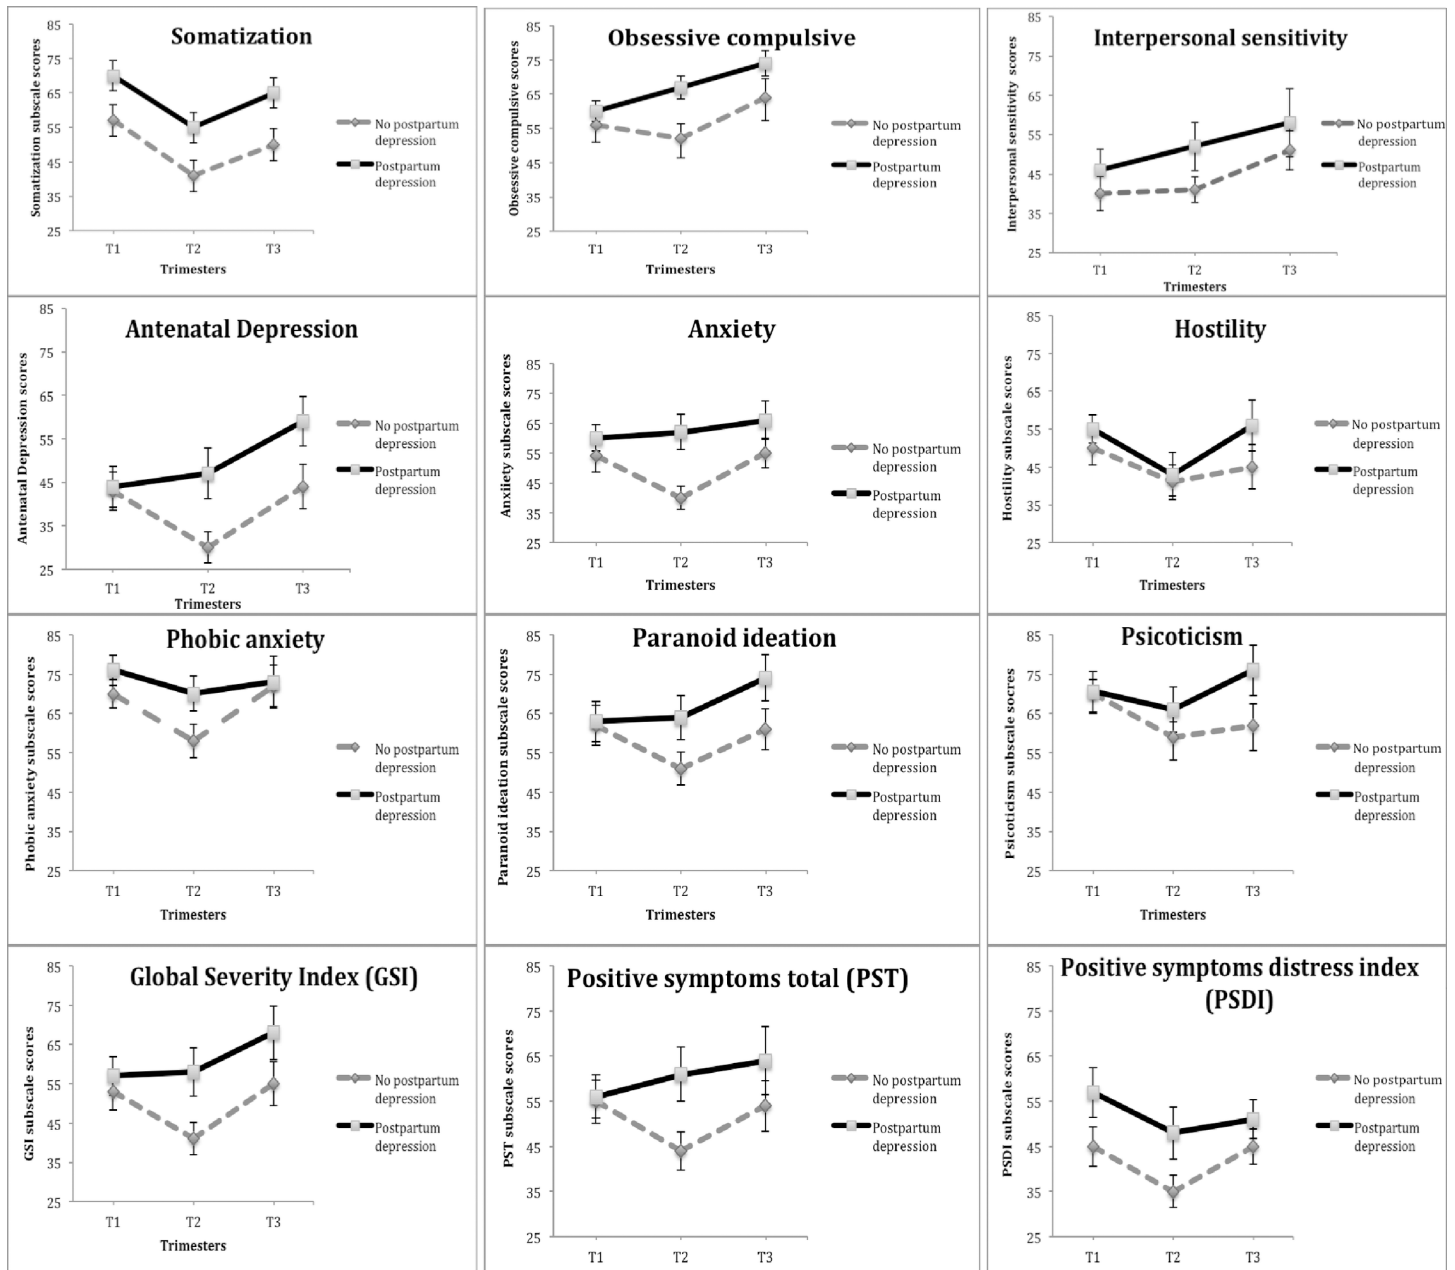 Somatization
Somatization subscale scores
85
75
65
55
45
35
25
T1
T2
T3
Trimesters
No postpartum
depression
Postpartum
depression
Obsessive compulsive
Obsessive compulsive scores
85
75
65
55
45
35
25
T1
T2
T3
Trimesters
No postpartum
depression
Postpartum
depression
Interpersonal sensitivity
Interpersonal sensitivity scores
85
75
65
55
45
35
25
T1
T2
T3
Trimesters
No postpartum
depression
Postpartum
depression
Antenatal Depression
Antenatal Depression scores
85
75
65
55
45
35
25
T1
T2
T3
Trimesters
No postpartum
depression
Postpartum
depression
Anxiety
Anxiiety subscale scores
85
75
65
55
45
35
25
T1
T2
T3
Trimesters
No postpartum
depression
Postpartum
depression
Hostility
Hostility subscale scores
85
75
65
55
45
35
25
T1
T2
T3
Trimesters
No postpartum
depression
Postpartum
depression
Phobic anxiety
Phobic anxiety subscale scores
85
75
65
55
45
35
25
T1
T2
T3
Trimesters
No postpartum
depression
Postpartum
depression
Paranoid ideation
Paranoid ideation subscale scores
85
75
65
55
45
35
25
T1
T2
T3
Trimesters
No postpartum
depression
Postpartum
depression
Psicoticism
Psicoticism subscale socres
85
75
65
55
45
35
25
T1
T2
T3
Trimesters
No postpartum
depression
Postpartum
depression
Global Severity Index (GSI)
GSI subscale scores
85
75
65
55
45
35
25
T1
T2
T3
Trimesters
No postpartum
depression
Postpartum
depression
Positive symptoms total (PST)
PST subscale scores
85
75
65
55
45
35
25
T1
T2
T3
No postpartum
depression
Postpartum
depression
Positive symptoms distress index
(PSDI)
PSDI subscale scores
85
75
65
55
45
35
25
T1
T2
T3
No postpartum
depression
Postpartum
depression